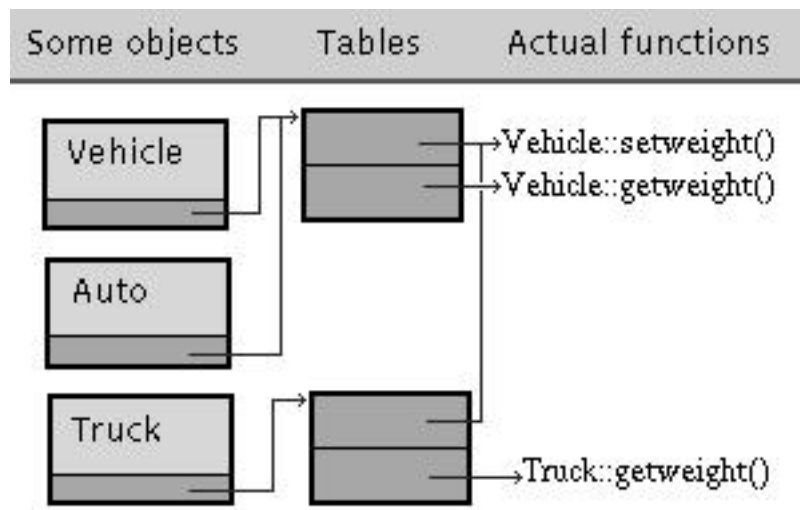 Some objects Tables Actual functions
Vehicle
Vehicle::setweight()
Vehicle::getweight()
Auto
Truck
Truck::getweight()